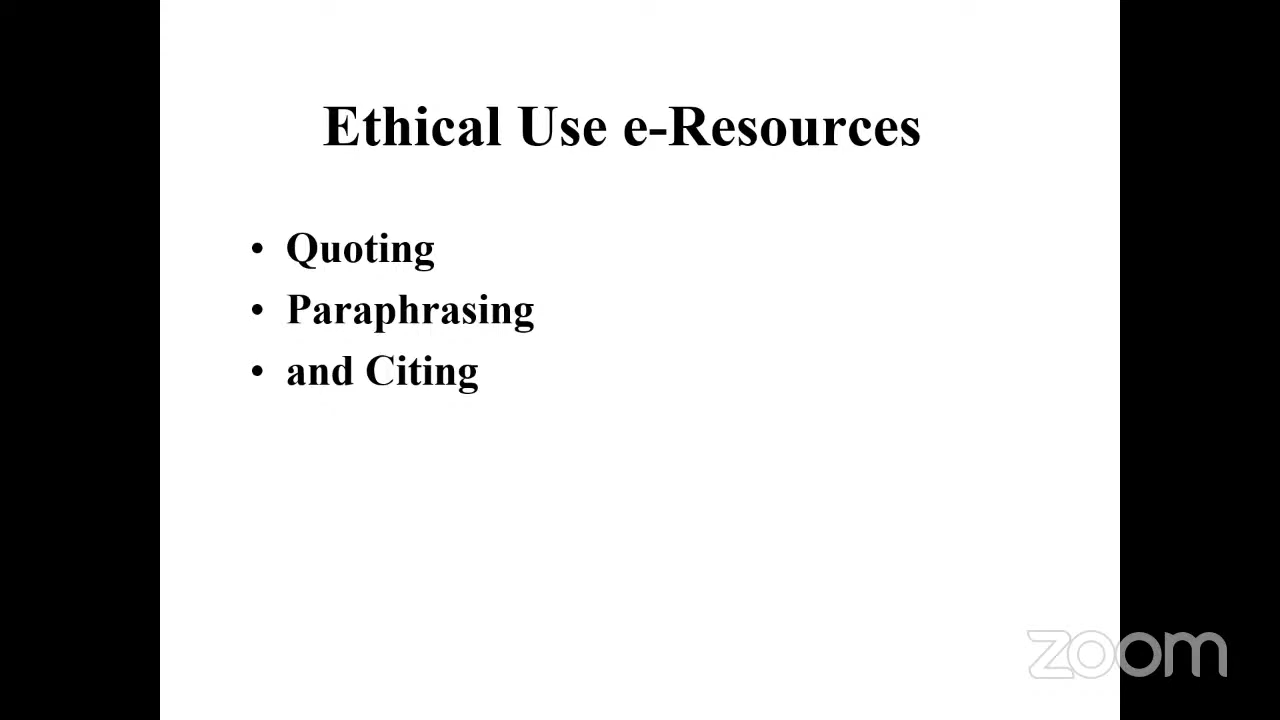 Ethical Use e-Resources
• Quoting
• Paraphrasing
• and Citing
zoom